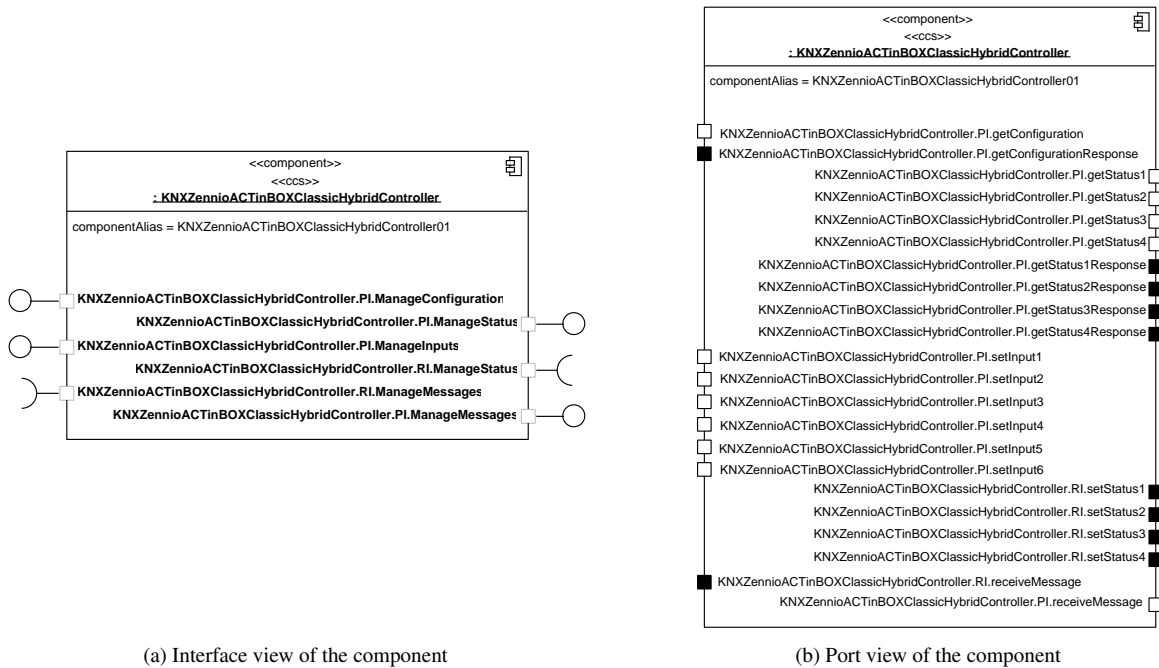 <<component>>
<<ccs>>
: KNXZennioACTinBOXClassicHybridController
componentAlias = KNXZennioACTinBOXClassicHybridController01
KNXZennioACTinBOXClassicHybridController.PI.ManageConfiguration
KNXZennioACTinBOXClassicHybridController.PI.ManageStatus
KNXZennioACTinBOXClassicHybridController.PI.ManageInputs
KNXZennioACTinBOXClassicHybridController.RI.ManageStatus
KNXZennioACTinBOXClassicHybridController.RI.ManageMessages
KNXZennioACTinBOXClassicHybridController.PI.ManageMessages
(a) Interface view of the component
<<component>>
<<ccs>>
: KNXZennioACTinBOXClassicHybridController
componentAlias = KNXZennioACTinBOXClassicHybridController01
KNXZennioACTinBOXClassicHybridController.PI.getConfiguration
KNXZennioACTinBOXClassicHybridController.PI.getConfigurationResponse
KNXZennioACTinBOXClassicHybridController.PI.getStatus1
KNXZennioACTinBOXClassicHybridController.PI.getStatus2
KNXZennioACTinBOXClassicHybridController.PI.getStatus3
KNXZennioACTinBOXClassicHybridController.PI.getStatus4
KNXZennioACTinBOXClassicHybridController.PI.getStatus1Response
KNXZennioACTinBOXClassicHybridController.PI.getStatus2Response
KNXZennioACTinBOXClassicHybridController.PI.getStatus3Response
KNXZennioACTinBOXClassicHybridController.PI.getStatus4Response
KNXZennioACTinBOXClassicHybridController.PI.setInput1
KNXZennioACTinBOXClassicHybridController.PI.setInput2
KNXZennioACTinBOXClassicHybridController.PI.setInput3
KNXZennioACTinBOXClassicHybridController.PI.setInput4
KNXZennioACTinBOXClassicHybridController.PI.setInput5
KNXZennioACTinBOXClassicHybridController.PI.setInput6
KNXZennioACTinBOXClassicHybridController.RI.setStatus1
KNXZennioACTinBOXClassicHybridController.RI.setStatus2
KNXZennioACTinBOXClassicHybridController.RI.setStatus3
KNXZennioACTinBOXClassicHybridController.RI.setStatus4
KNXZennioACTinBOXClassicHybridController.RI.receiveMessage
KNXZennioACTinBOXClassicHybridController.PI.receiveMessage
(b) Port view of the component